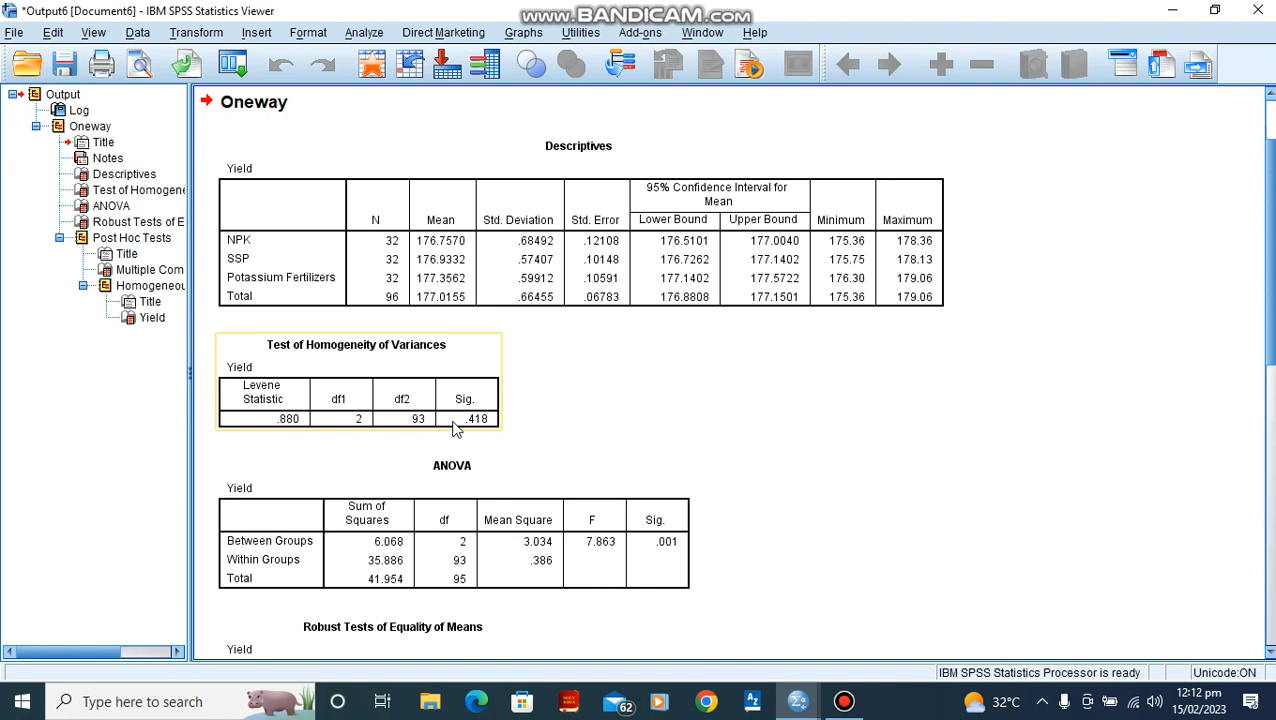 *Output6 [Document6] - IBM SPSS Statistics Viewer
www.BANDICAM.com
File Edit View Data Transform Insert Format Analyze Direct Marketing Graphs Utilities Add-ons Window Help
Output
Log
Oneway
Title
Notes
Descriptives
Test of Homogene
ANOVA
Robust Tests of E
Post Hoc Tests
Title
Multiple Com
Homogeneou
Title
Yield
Oneway
Descriptives
Yield
95% Confidence Interval for
Mean
N Mean Std. Deviation Std. Error Lower Bound Upper Bound Minimum Maximum
NPK 32 176.7570 .68492 .12108 176.5101 177.0040 175.36 178.36
SSP 32 176.9332 .57407 .10148 176.7262 177.1402 175.75 178.13
Potassium Fertilizers 32 177.3562 .59912 .10591 177.1402 177.5722 176.30 179.06
Total 96 177.0155 .66455 .06783 176.8808 177.1501 175.36 179.06
Test of Homogeneity of Variances
Yield
Levene
Statistic df1 df2 Sig.
.880 2 93 .418
ANOVA
Yield
Sum of
Squares df Mean Square F Sig.
Between Groups 6.068 2 3.034 7.863 .001
Within Groups 35.886 93 .386
Total 41.954 95
Robust Tests of Equality of Means
Yield
IBM SPSS Statistics Processor is ready Unicode:ON
Type here to search
62
32°C
12:12 pm
15/02/2023